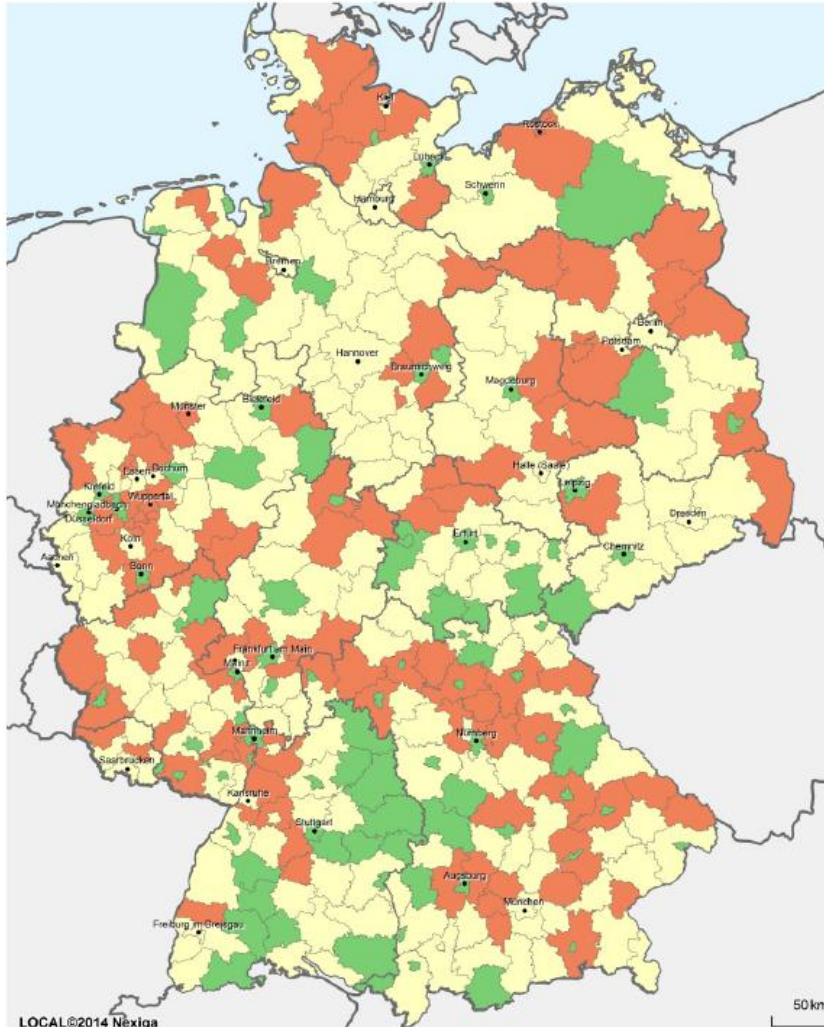 Kiel
Rostock
Lübeck
Schwerin
Hamburg
Bremen
Berlin
Potsdam
Hannover
Braunschweig
Magdeburg
Bielefeld
Münster
Halle (Saale)
Essen
Bochum
Leipzig
Krefeld
Wuppertal
Mönchengladbach
Düsseldorf
Dresden
Erfurt
Köln
Chemnitz
Aachen
Bonn
Frankfurt am Main
Mainz
Mannheim
Nürnberg
Saarbrücken
Karlsruhe
Stuttgart
Augsburg
München
Freiburg im Breisgau
50 km
LOCAL©2014 Nexiga